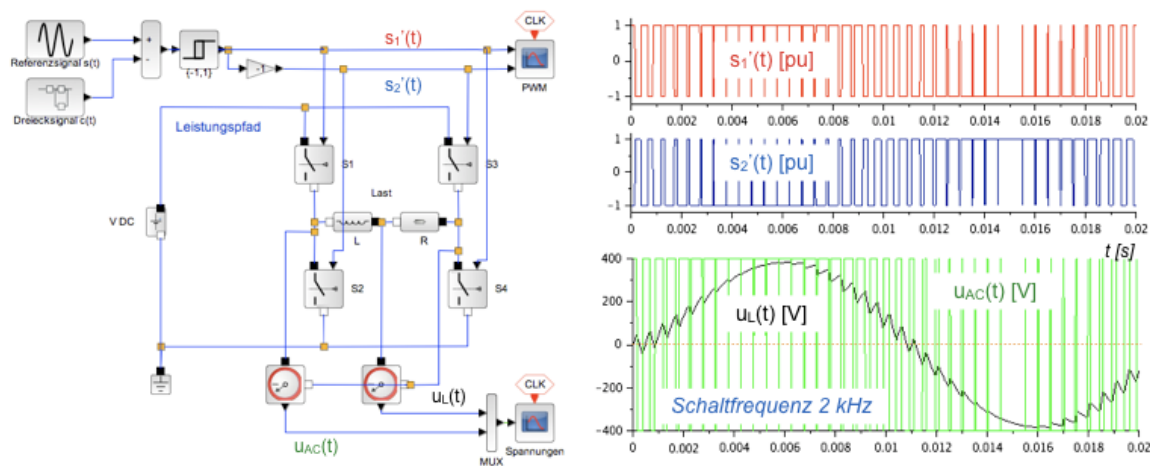 CLK
Referenzsignal s(t)
+
-
{-1,1}
s₁'(t)
-1
s₂'(t)
PWM
Dreiecksignal c(t)
Leistungspfad
S1
S3
Last
V DC
L
R
S2
S4
CLK
u_L(t)
u_AC(t)
MUX
Spannungen
1
0
-1
s₁'(t) [pu]
0 0.002 0.004 0.006 0.008 0.01 0.012 0.014 0.016 0.018 0.02
1
0
-1
s₂'(t) [pu]
0 0.002 0.004 0.006 0.008 0.01 0.012 0.014 0.016 0.018 0.02
t [s]
400
200
0
-200
-400
u_AC(t) [V]
u_L(t) [V]
Schaltfrequenz 2 kHz
0 0.002 0.004 0.006 0.008 0.01 0.012 0.014 0.016 0.018 0.02